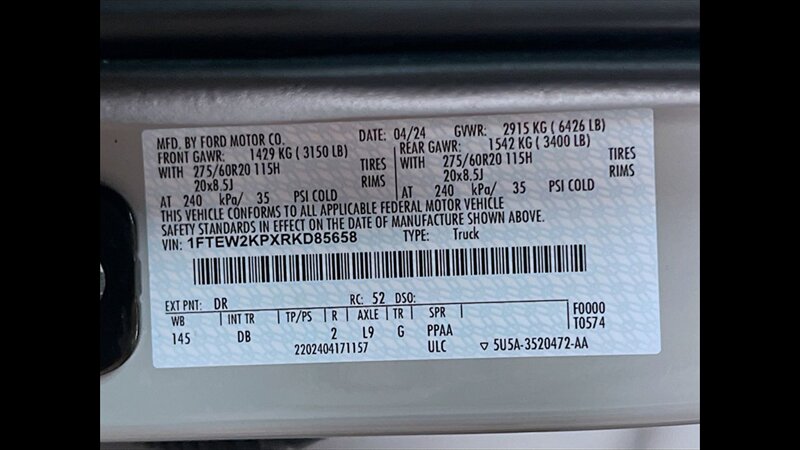 MFD. BY FORD MOTOR CO. DATE: 04/24 GVWR: 2915 KG ( 6426 LB)
FRONT GAWR: 1429 KG ( 3150 LB) REAR GAWR: 1542 KG ( 3400 LB)
WITH 275/60R20 115H TIRES WITH 275/60R20 115H TIRES
20x8.5J RIMS 20x8.5J RIMS
AT 240 kPa/ 35 PSI COLD AT 240 kPa/ 35 PSI COLD
THIS VEHICLE CONFORMS TO ALL APPLICABLE FEDERAL MOTOR VEHICLE
SAFETY STANDARDS IN EFFECT ON THE DATE OF MANUFACTURE SHOWN ABOVE.
VIN: 1FTEW2KPXRKD85658 TYPE: Truck
EXT PNT: DR RC: 52 DSO:
WB INT TR TP/PS R AXLE TR SPR F0000
145 DB 2 L9 G PPAA T0574
2202404171157 ULC ▽ 5U5A-3520472-AA